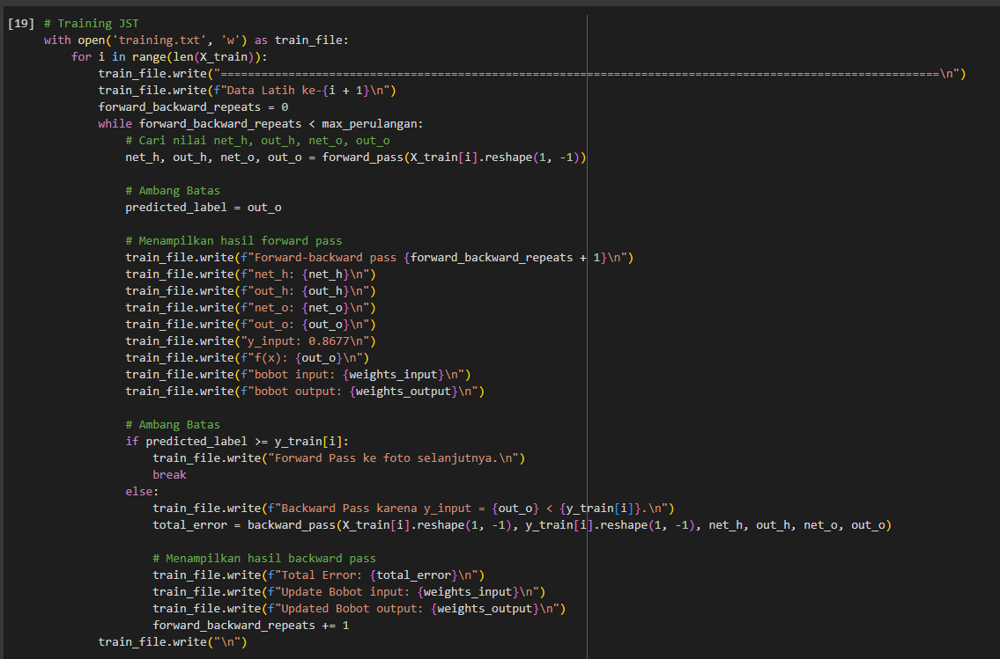 [19] # Training JST
with open('training.txt', 'w') as train_file:
    for i in range(len(X_train)):
        train_file.write("==========================================================================================================\n")
        train_file.write(f"Data Latih ke-{i + 1}\n")
        forward_backward_repeats = 0
        while forward_backward_repeats < max_perulangan:
            # Cari nilai net_h, out_h, net_o, out_o
            net_h, out_h, net_o, out_o = forward_pass(X_train[i].reshape(1, -1))

            # Ambang Batas
            predicted_label = out_o

            # Menampilkan hasil forward pass
            train_file.write(f"Forward-backward pass {forward_backward_repeats + 1}\n")
            train_file.write(f"net_h: {net_h}\n")
            train_file.write(f"out_h: {out_h}\n")
            train_file.write(f"net_o: {net_o}\n")
            train_file.write(f"out_o: {out_o}\n")
            train_file.write("y_input: 0.8677\n")
            train_file.write(f"f(x): {out_o}\n")
            train_file.write(f"bobot input: {weights_input}\n")
            train_file.write(f"bobot output: {weights_output}\n")

            # Ambang Batas
            if predicted_label >= y_train[i]:
                train_file.write("Forward Pass ke foto selanjutnya.\n")
                break
            else:
                train_file.write(f"Backward Pass karena y_input = {out_o} < {y_train[i]}.\n")
                total_error = backward_pass(X_train[i].reshape(1, -1), y_train[i].reshape(1, -1), net_h, out_h, net_o, out_o)

                # Menampilkan hasil backward pass
                train_file.write(f"Total Error: {total_error}\n")
                train_file.write(f"Update Bobot input: {weights_input}\n")
                train_file.write(f"Updated Bobot output: {weights_output}\n")
                forward_backward_repeats += 1
        train_file.write("\n")